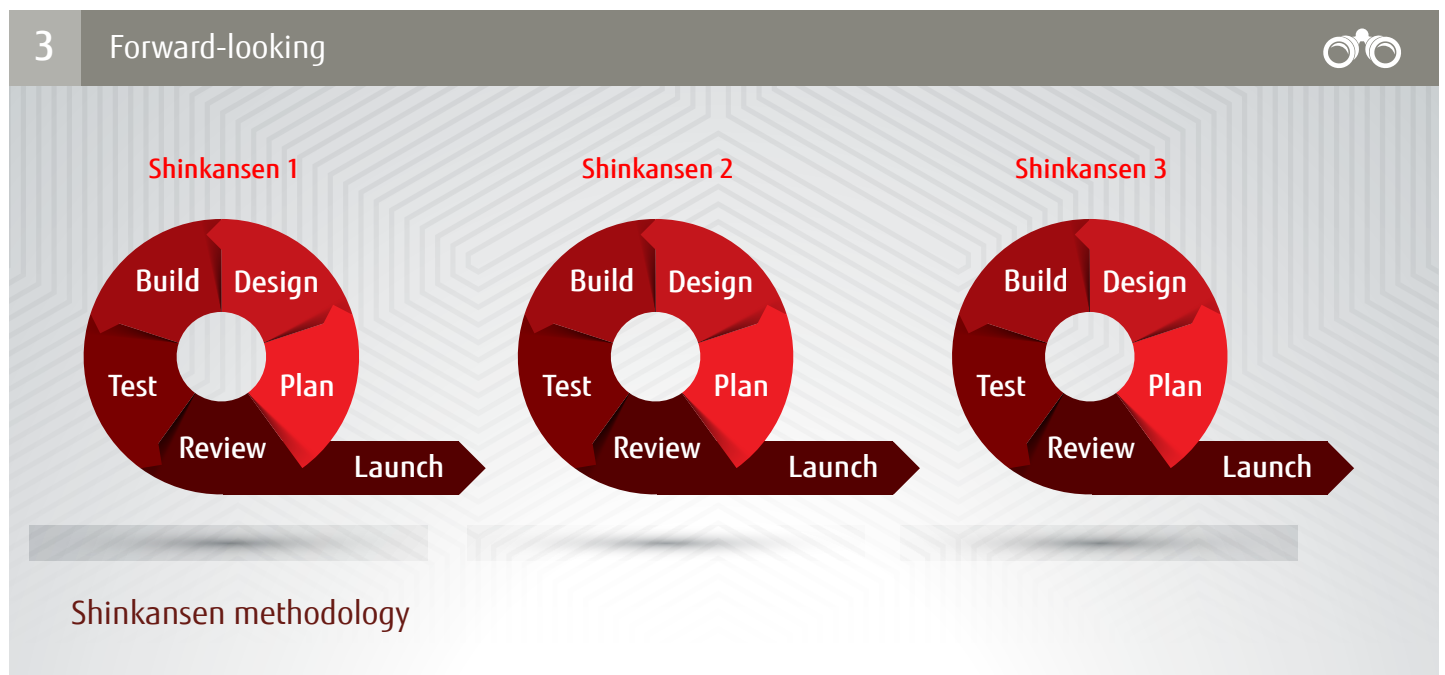 3 Forward-looking
Shinkansen 1
Build
Design
Test
Plan
Review
Launch
Shinkansen 2
Build
Design
Test
Plan
Review
Launch
Shinkansen 3
Build
Design
Test
Plan
Review
Launch
Shinkansen methodology